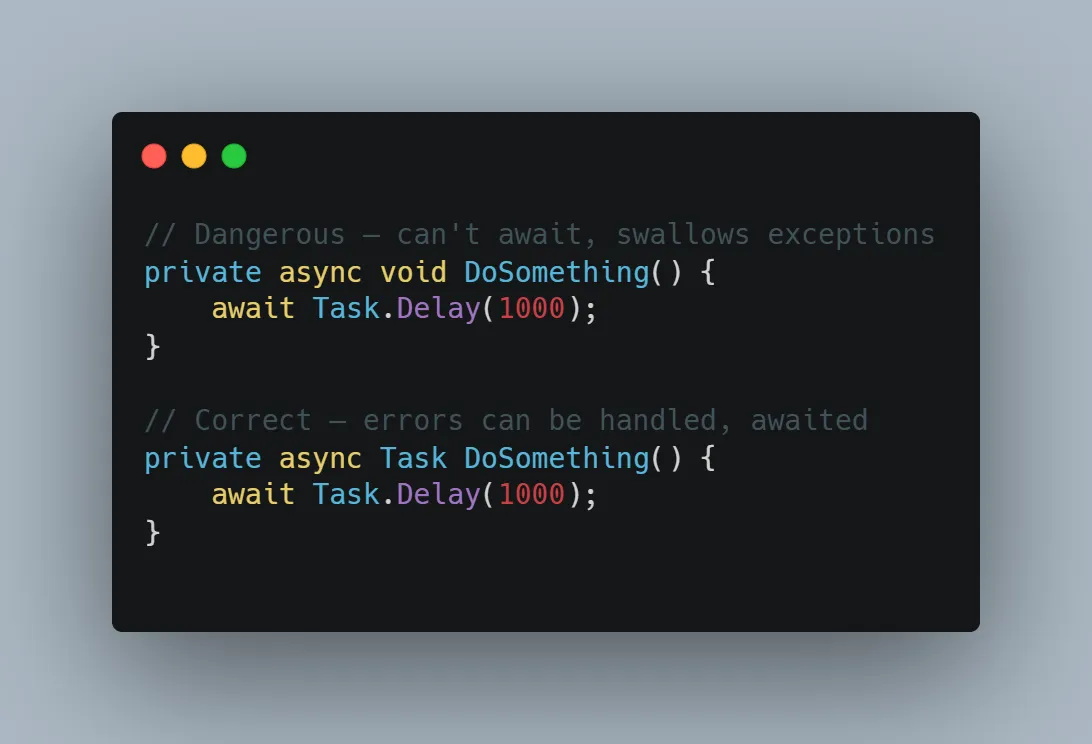 // Dangerous – can't await, swallows exceptions
private async void DoSomething() {
    await Task.Delay(1000);
}

// Correct – errors can be handled, awaited
private async Task DoSomething() {
    await Task.Delay(1000);
}